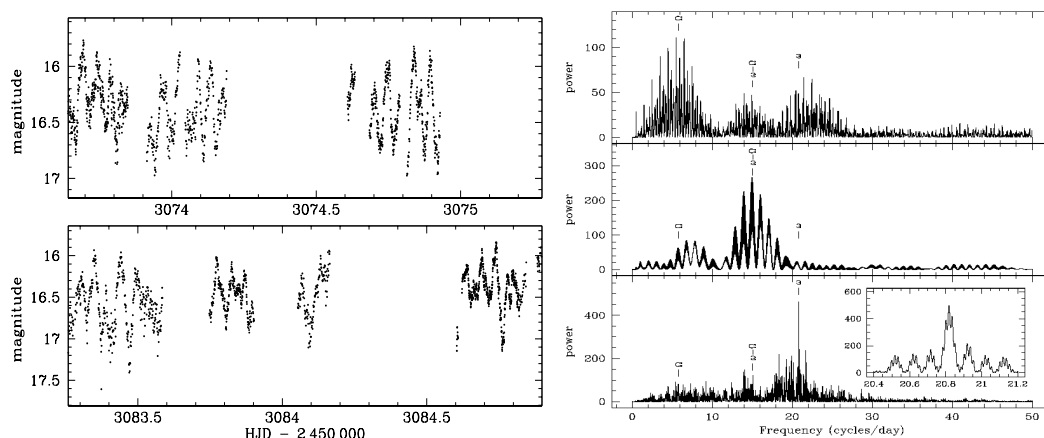 magnitude
16
16.5
17
3074 3074.5 3075
magnitude
16
16.5
17
17.5
3083.5 3084 3084.5
HJD − 2 450 000
power
100
50
0
Ω
ω−Ω
ω
power
300
200
100
0
Ω
ω−Ω
ω
power
400
200
0
Ω
ω−Ω
ω
600
400
200
0
20.4 20.6 20.8 21 21.2
0 10 20 30 40 50
Frequency (cycles/day)